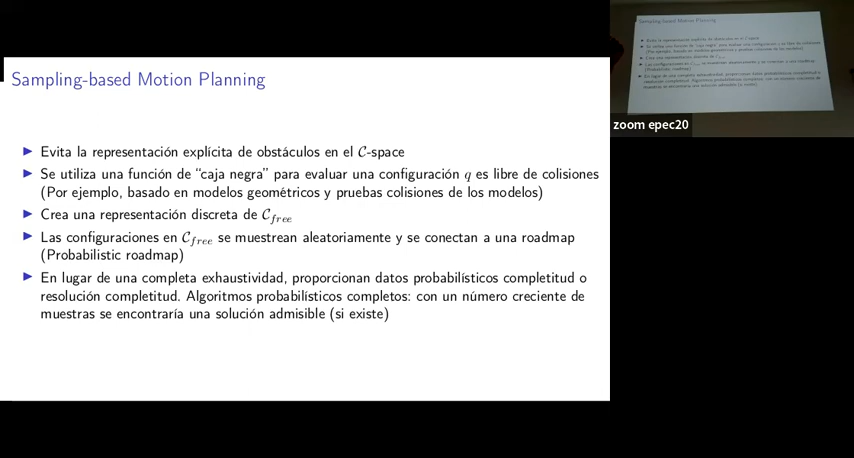 Sampling-based Motion Planning
Evita la representación explícita de obstáculos en el C-space
Se utiliza una función de “caja negra” para evaluar una configuración q es libre de colisiones
(Por ejemplo, basado en modelos geométricos y pruebas colisiones de los modelos)
Crea una representación discreta de C_free
Las configuraciones en C_free se muestrean aleatoriamente y se conectan a una roadmap
(Probabilistic roadmap)
En lugar de una completa exhaustividad, proporcionan datos probabilísticos completitud o
resolución completitud. Algoritmos probabilísticos completos: con un número creciente de
muestras se encontraría una solución admisible (si existe)
Sampling-based Motion Planning
zoom epec20